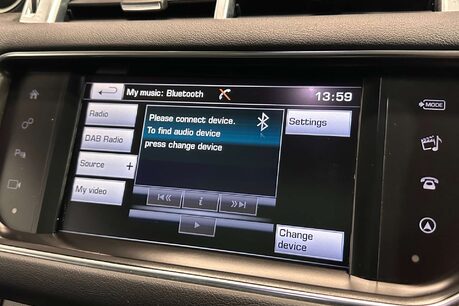 My music: Bluetooth
13:59
Radio
DAB Radio
Source +
My video
Please connect device.
To find audio device
press change device
Settings
i
Change
device
MODE